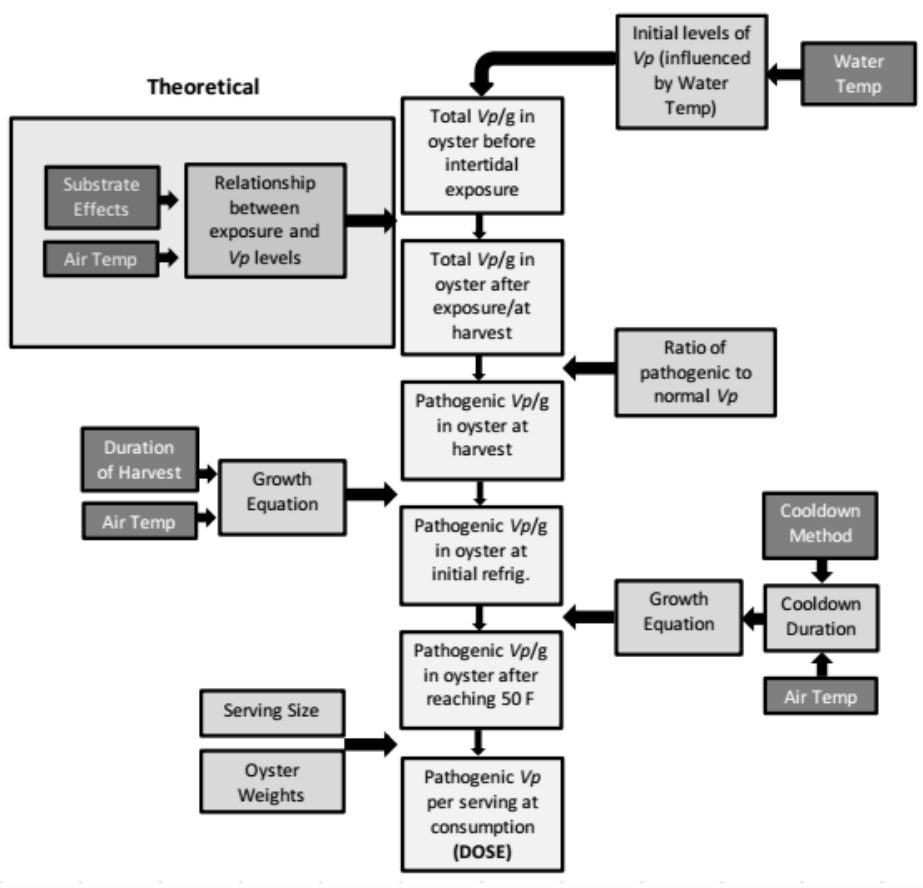 Initial levels of
Vp (influenced
by Water
Temp)
Water
Temp
Theoretical
Total Vp/g in
oyster before
intertidal
exposure
Substrate
Effects
Air Temp
Relationship
between
exposure and
Vp levels
Total Vp/g in
oyster after
exposure/at
harvest
Ratio of
pathogenic to
normal Vp
Pathogenic Vp/g
in oyster at
harvest
Duration
of Harvest
Air Temp
Growth
Equation
Pathogenic Vp/g
in oyster at
initial refrig.
Cooldown
Method
Growth
Equation
Cooldown
Duration
Air Temp
Pathogenic Vp/g
in oyster after
reaching 50 F
Serving Size
Oyster
Weights
Pathogenic Vp
per serving at
consumption
(DOSE)